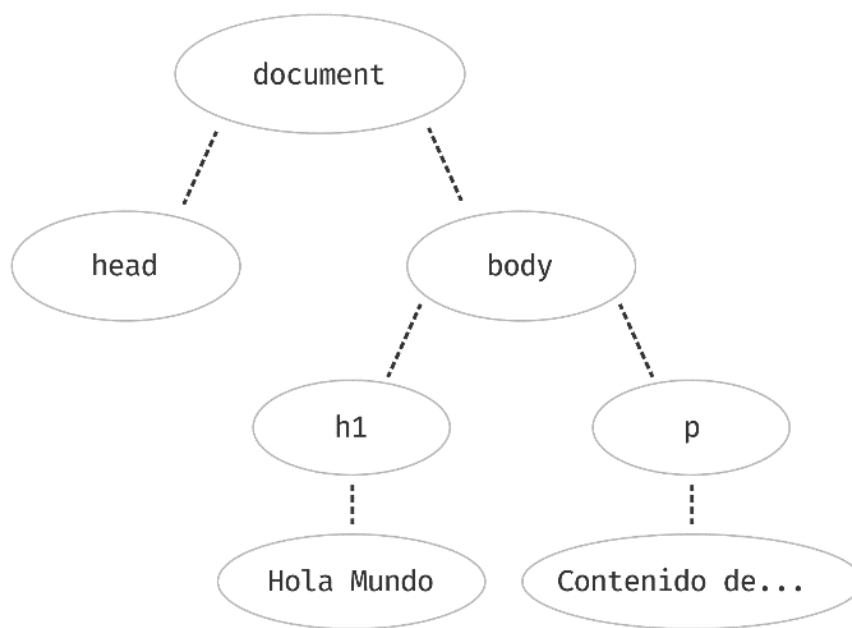 document
head
body
h1
p
Hola Mundo
Contenido de...